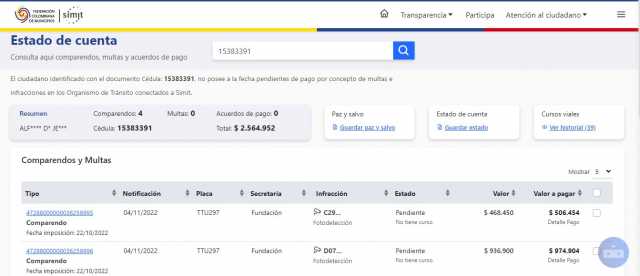 FEDERACIÓN
COLOMBIANA
DE MUNICIPIOS
simit
Transparencia
Participa
Atención al ciudadano
Estado de cuenta
Consulta aquí comparendos, multas y acuerdos de pago
15383391
El ciudadano identificado con el documento Cédula: 15383391, no posee a la fecha pendientes de pago por concepto de multas e
infracciones en los Organismo de Tránsito conectados a Simit.
Resumen Comparendos: 4 Multas: 0 Acuerdos de pago: 0
ALF**** D* JE*** Cédula: 15383391 Total: $ 2.564.952
Paz y salvo
Guardar paz y salvo
Estado de cuenta
Guardar estado
Cursos viales
Ver historial (39)
Comparendos y Multas
Mostrar 5
Tipo Notificación Placa Secretaría Infracción Estado Valor Valor a pagar
04/11/2022 TTU297 Fundación C29... Pendiente $ 468.450 $ 506.454
Comparendo Fotodetección No tiene curso. Detalle Pago
Fecha imposición: 22/10/2022
04/11/2022 TTU297 Fundación D07... Pendiente $ 936.900 $ 974.904
Comparendo Fotodetección No tiene curso. Detalle Pago
Fecha imposición: 22/10/2022